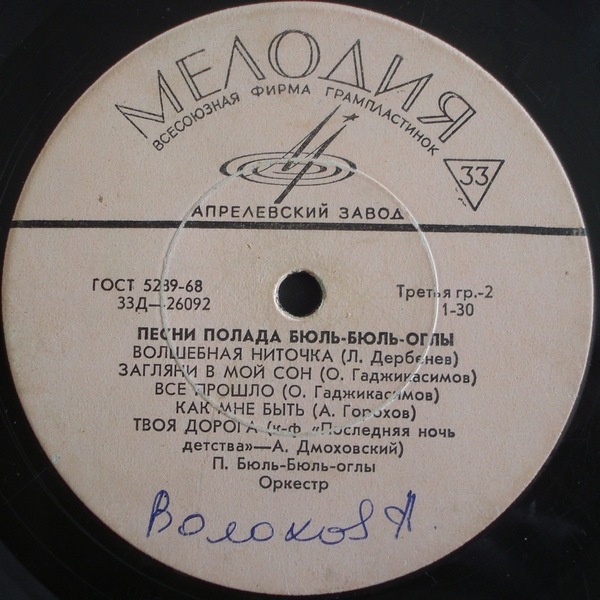 МЕЛОДИЯ
ВСЕСОЮЗНАЯ ФИРМА ГРАМПЛАСТИНОК
33
АПРЕЛЕВСКИЙ ЗАВОД
ГОСТ 5289-68
Третья гр.-2
33Д—26092
1-30
ПЕСНИ ПОЛАДА БЮЛЬ-БЮЛЬ-ОГЛЫ
ВОЛШЕБНАЯ НИТОЧКА (Л. Дербенев)
ЗАГЛЯНИ В МОЙ СОН (О. Гаджикасимов)
ВСЕ ПРОШЛО (О. Гаджикасимов)
КАК МНЕ БЫТЬ (А. Горохов)
ТВОЯ ДОРОГА (к-ф. «Последняя ночь
детства»—А. Дмоховский)
П. Бюль-Бюль-оглы
Оркестр
Волохов А.